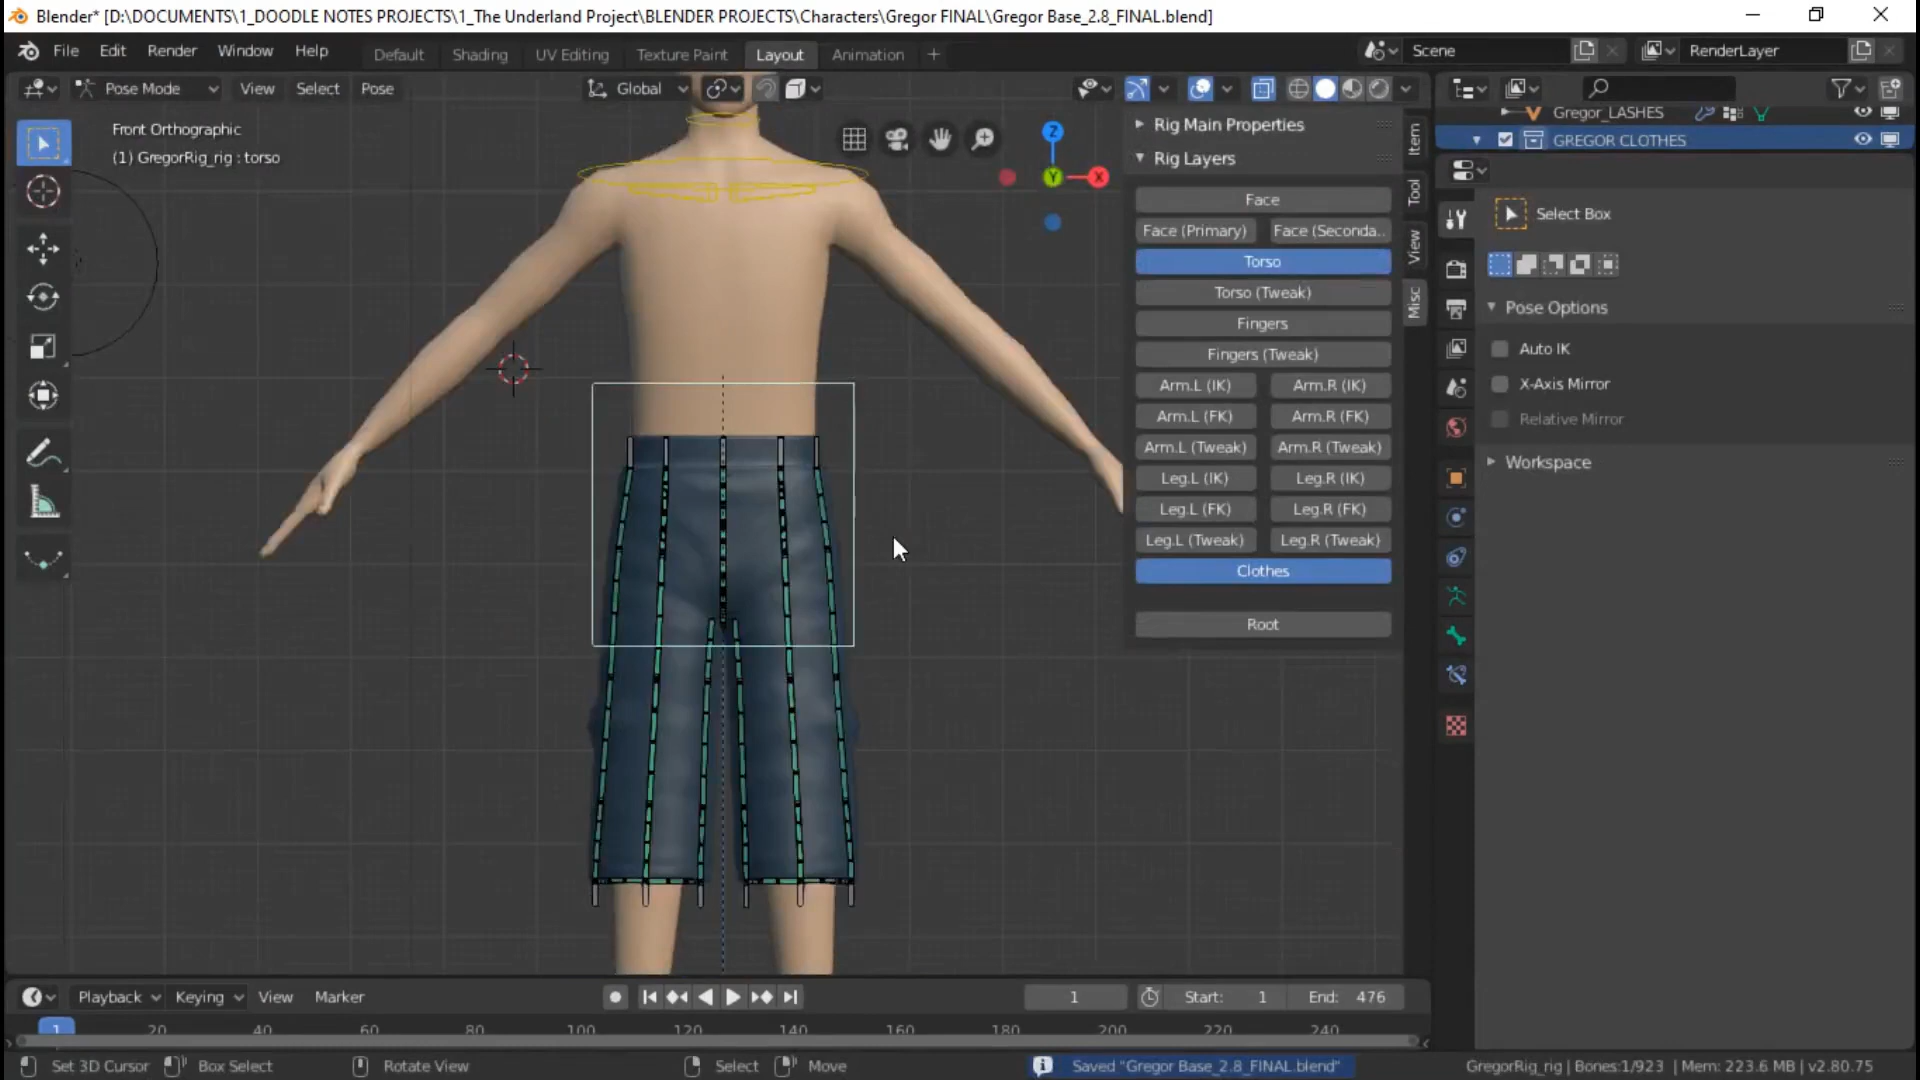 Blender* [D:\DOCUMENTS\1_DOODLE NOTES PROJECTS\1_The Underland Project\BLENDER PROJECTS\Characters\Gregor FINAL\Gregor Base_2.8_FINAL.blend]
File Edit Render Window Help Default Shading UV Editing Texture Paint Layout Animation + Scene RenderLayer
Pose Mode View Select Pose Global
Front Orthographic
(1) GregorRig_rig : torso
Z
X
Y
Rig Main Properties
Rig Layers
Face
Face (Primary) Face (Seconda..
Torso
Torso (Tweak)
Fingers
Fingers (Tweak)
Arm.L (IK) Arm.R (IK)
Arm.L (FK) Arm.R (FK)
Arm.L (Tweak) Arm.R (Tweak)
Leg.L (IK) Leg.R (IK)
Leg.L (FK) Leg.R (FK)
Leg.L (Tweak) Leg.R (Tweak)
Clothes
Root
Item
Tool
View
Misc
Gregor_LASHES
GREGOR CLOTHES
Select Box
Pose Options
Auto IK
X-Axis Mirror
Relative Mirror
Workspace
Playback Keying View Marker 1 Start: 1 End: 476
1 20 40 60 80 100 120 140 160 180 200 220 240
Set 3D Cursor Box Select Rotate View Select Move Saved "Gregor Base_2.8_FINAL.blend" GregorRig_rig | Bones:1/923 | Mem: 223.6 MB | v2.80.75